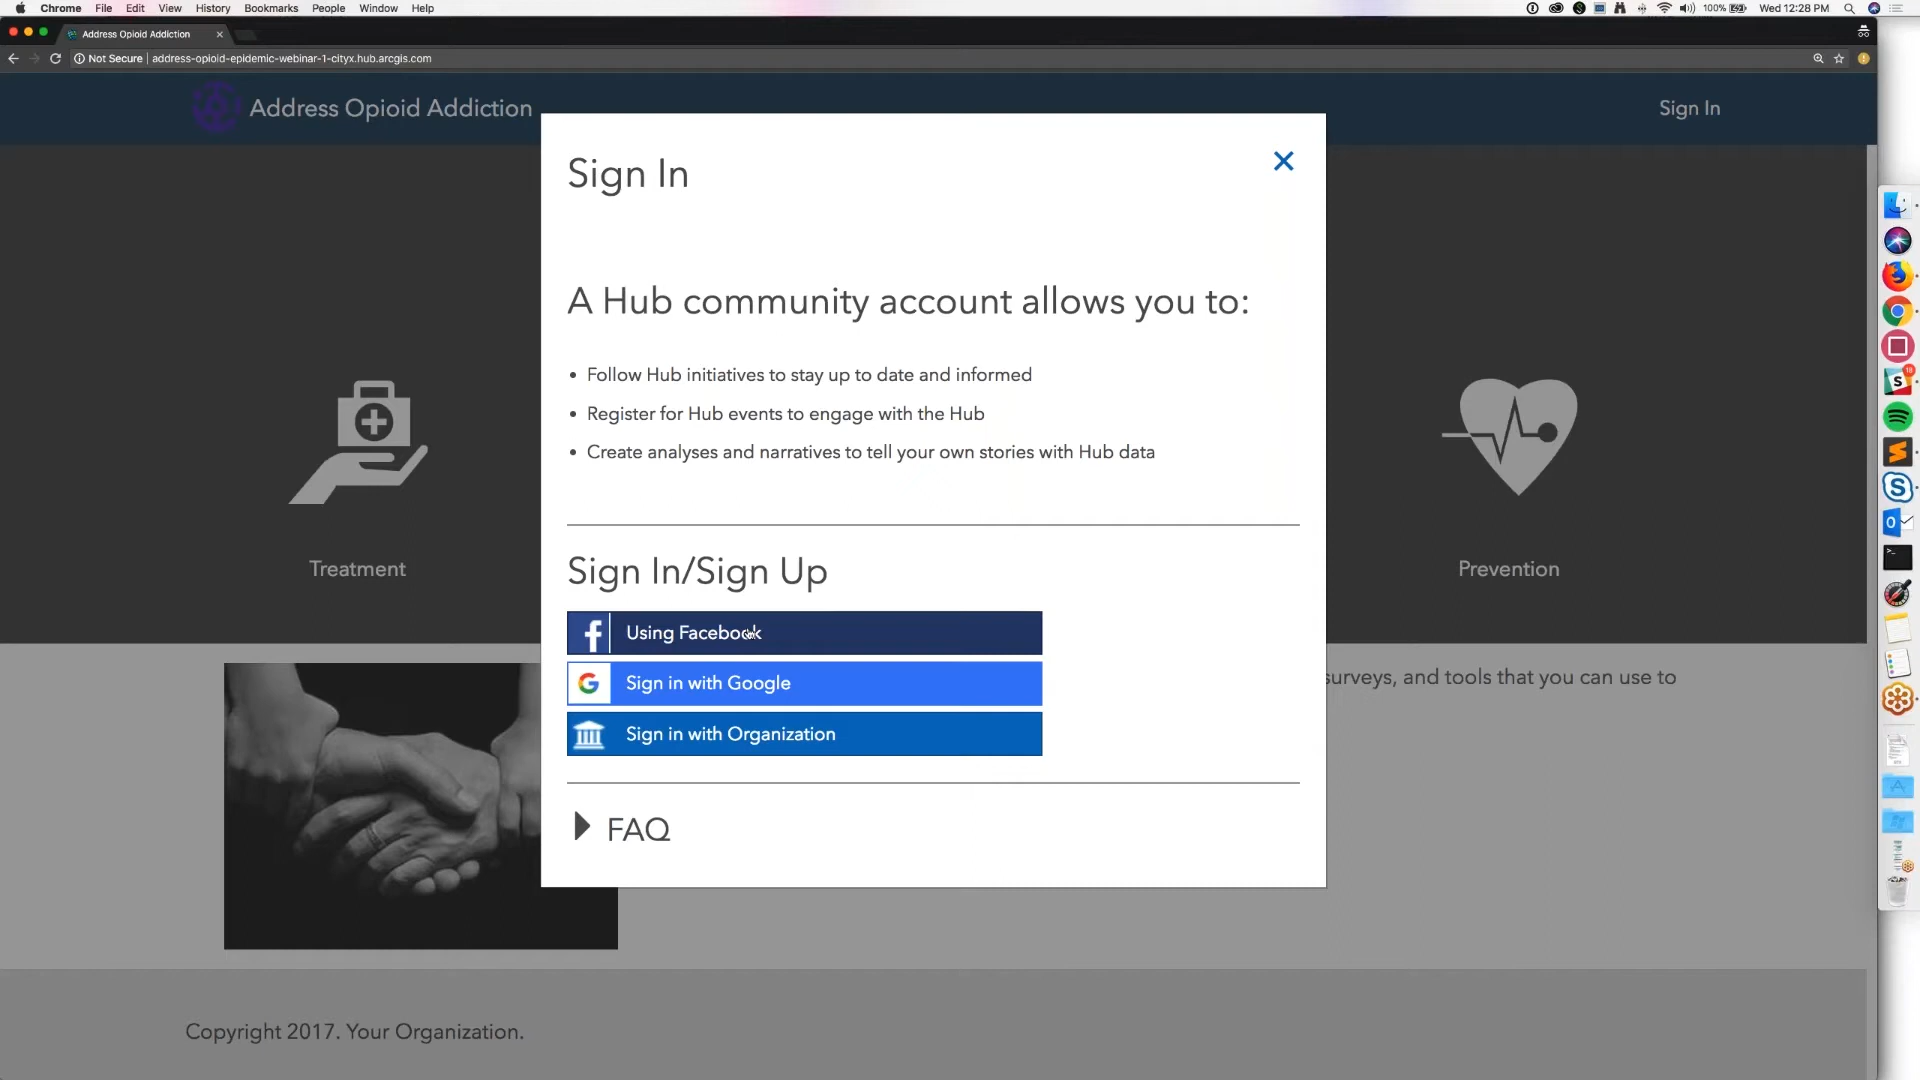 Chrome File Edit View History Bookmarks People Window Help
100% Wed 12:28 PM
Address Opioid Addiction
Not Secure | address-opioid-epidemic-webinar-1-cityx.hub.arcgis.com
Address Opioid Addiction
Sign In
Sign In
A Hub community account allows you to:
• Follow Hub initiatives to stay up to date and informed
• Register for Hub events to engage with the Hub
• Create analyses and narratives to tell your own stories with Hub data
Treatment
Prevention
Sign In/Sign Up
Using Facebook
Sign in with Google
Sign in with Organization
surveys, and tools that you can use to
FAQ
Copyright 2017. Your Organization.